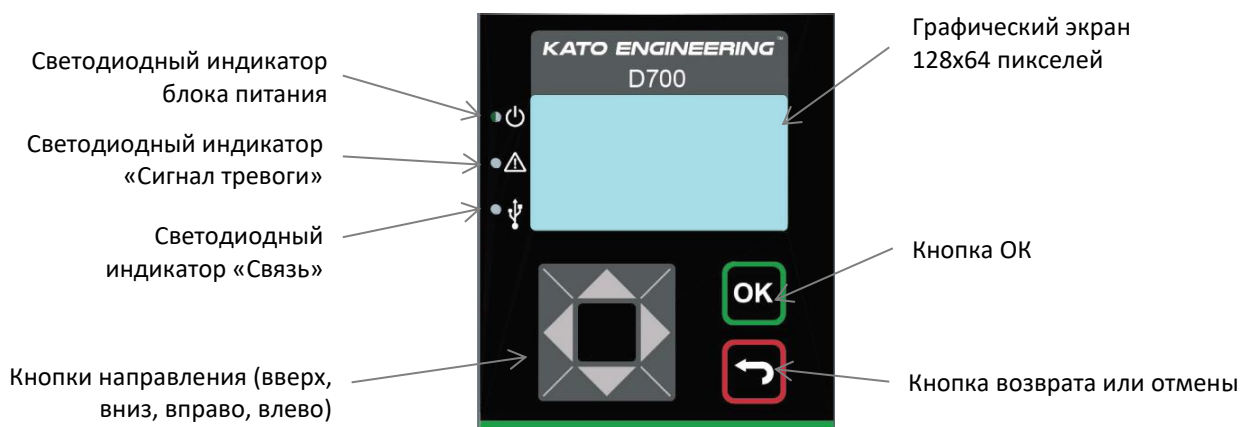 Светодиодный индикатор
блока питания
Светодиодный индикатор
«Сигнал тревоги»
Светодиодный
индикатор «Связь»
Кнопки направления (вверх,
вниз, вправо, влево)
KATO ENGINEERING™
D700
OK
Графический экран
128x64 пикселей
Кнопка ОК
Кнопка возврата или отмены